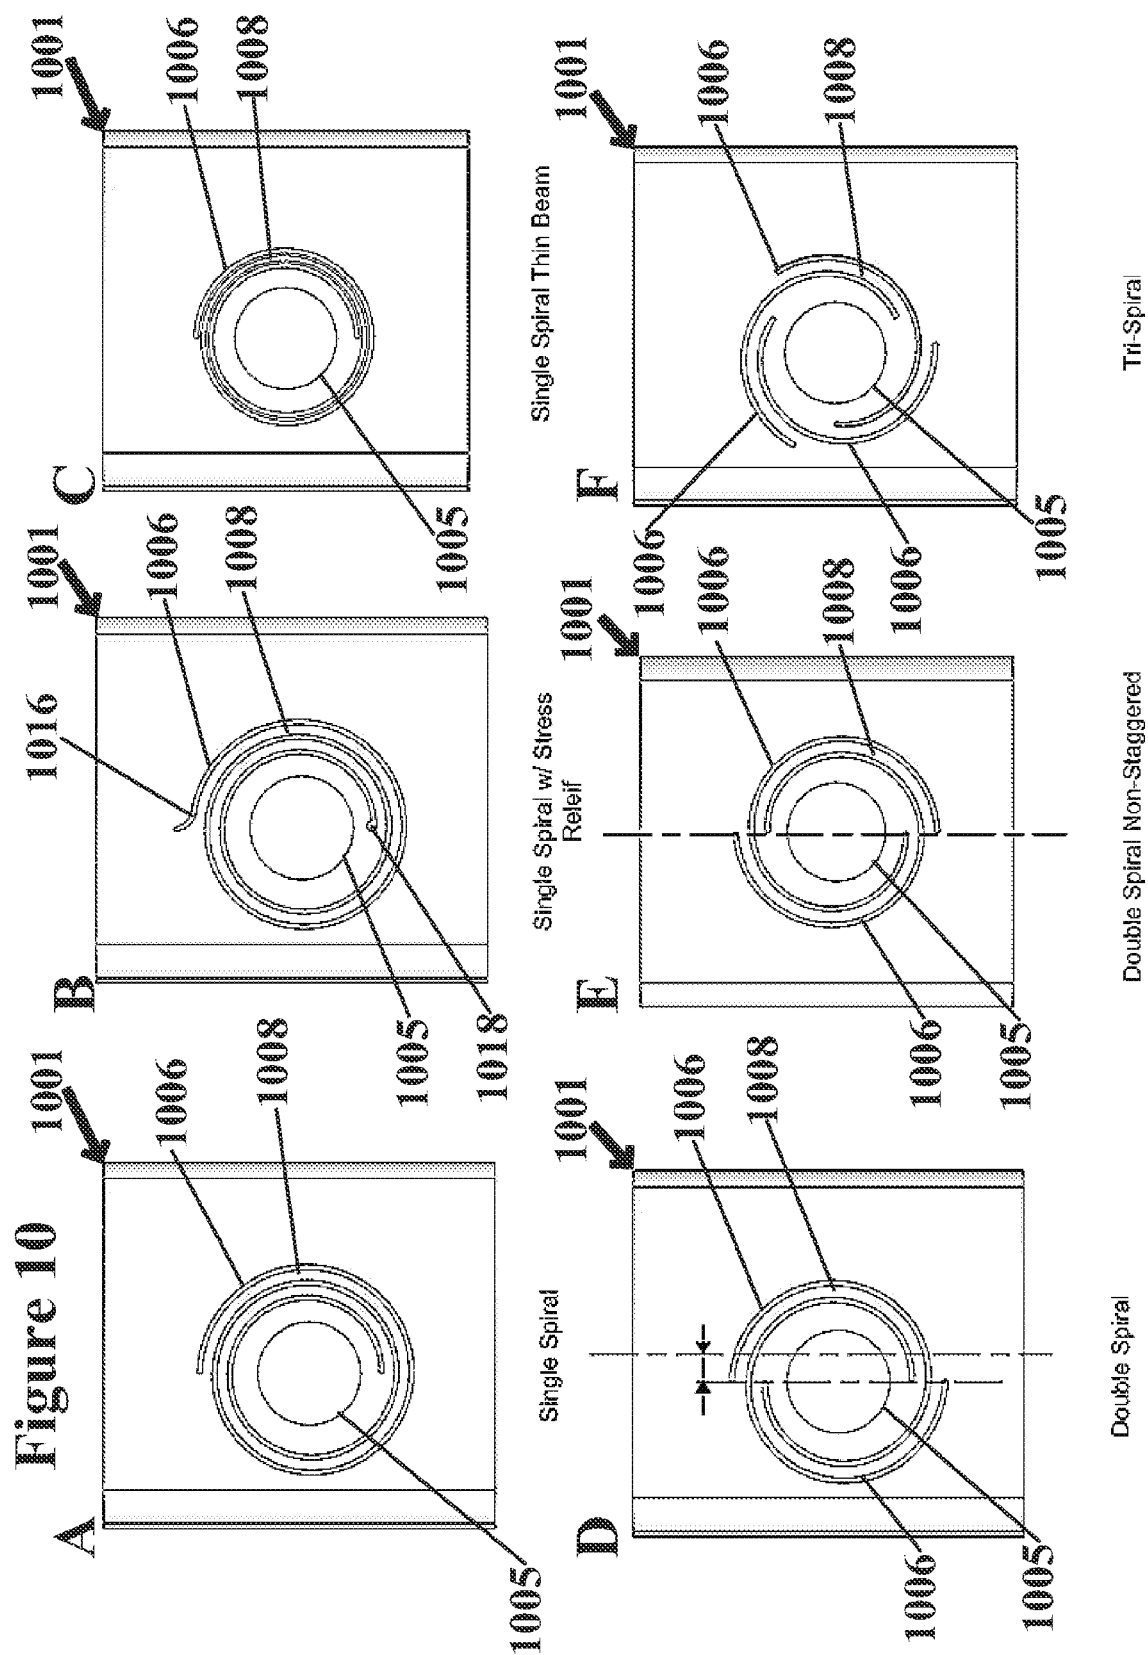 Figure 10
A
1001
1006
1008
1005
Single Spiral
B
1016
1001
1006
1008
1005
1018
Single Spiral w/ Stress
Releif
C
1001
1006
1008
1005
Single Spiral Thin Beam
D
1001
1006
1008
1006
1005
Double Spiral
E
1001
1006
1008
1006
1005
Double Spiral Non-Staggered
F
1001
1006
1008
1006
1006
1005
Tri-Spiral